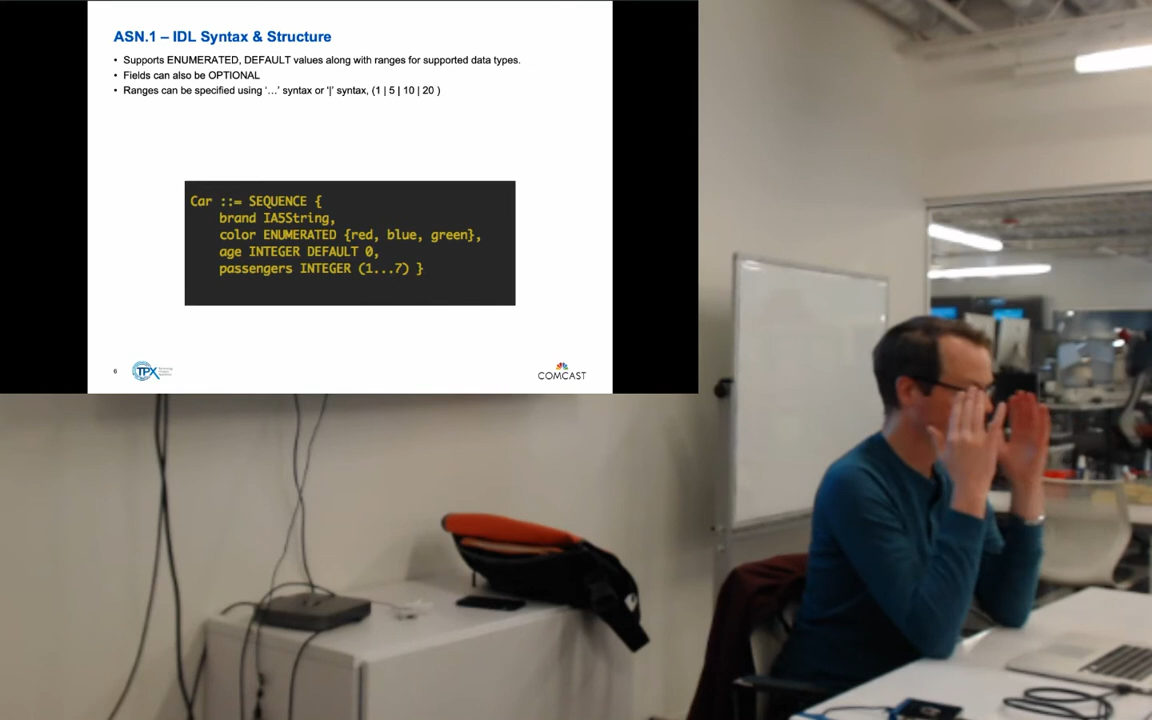 ASN.1 – IDL Syntax & Structure
• Supports ENUMERATED, DEFAULT values along with ranges for supported data types.
• Fields can also be OPTIONAL
• Ranges can be specified using ‘…’ syntax or ‘|’ syntax, (1 | 5 | 10 | 20 )
Car ::= SEQUENCE {
brand IA5String,
color ENUMERATED {red, blue, green},
age INTEGER DEFAULT 0,
passengers INTEGER (1...7) }
6
TPX
COMCAST